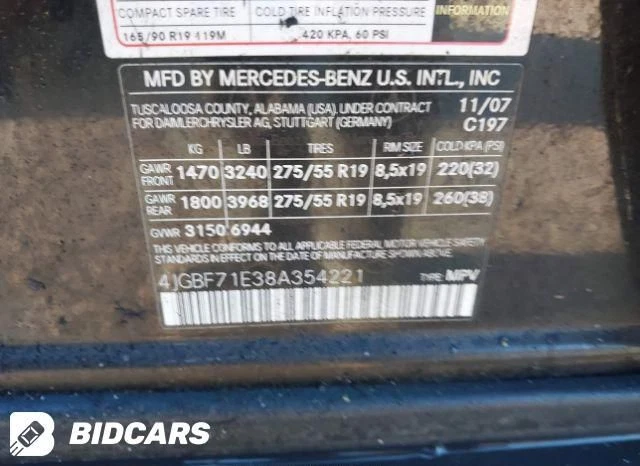 COMPACT SPARE TIRE COLD TIRE INFLATION PRESSURE INFORMATION
165/90 R19 119M 420 KPA, 60 PSI
MFD BY MERCEDES-BENZ U.S. INT'L., INC
TUSCALOOSA COUNTY, ALABAMA (USA), UNDER CONTRACT 11/07
FOR DAIMLERCHRYSLER AG, STUTTGART (GERMANY) C197
KG LB TIRES RIM SIZE COLD KPA (PSI)
GAWR FRONT 1470 3240 275/55 R19 8,5x19 220(32)
GAWR REAR 1800 3968 275/55 R19 8,5x19 260(38)
GVWR 3150 6944
THIS VEHICLE CONFORMS TO ALL APPLICABLE FEDERAL MOTOR VEHICLE SAFETY AND THEFT PREVENTION STANDARDS IN EFFECT ON THE DATE OF MANUFACTURE SHOWN ABOVE.
4JGBF71E38A354221 TYPE: MPV
BIDCARS